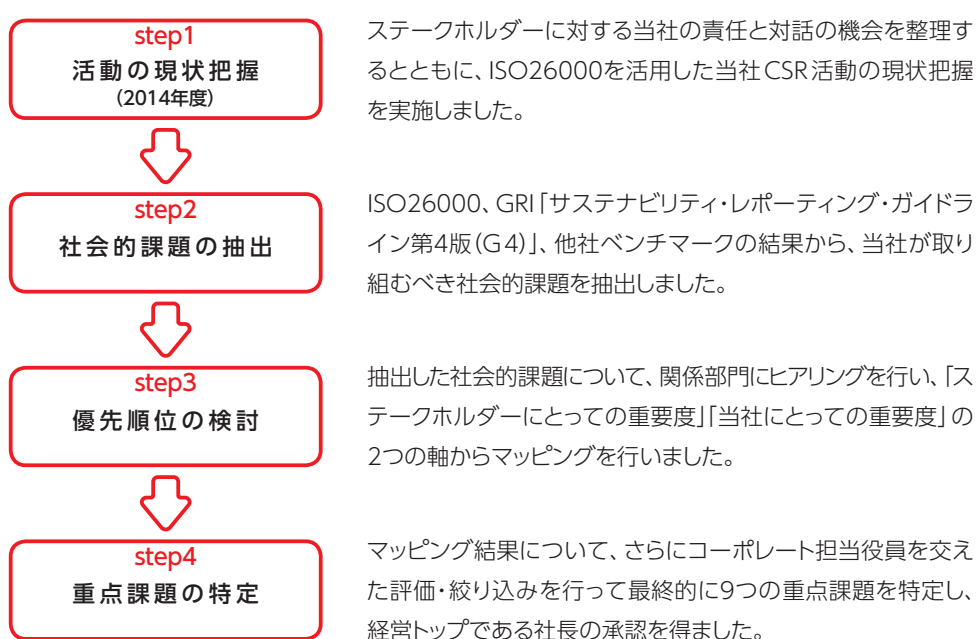 step1
活動の現状把握
(2014年度)
ステークホルダーに対する当社の責任と対話の機会を整理す
るとともに、ISO26000を活用した当社CSR活動の現状把握
を実施しました。
step2
社会的課題の抽出
ISO26000、GRI「サステナビリティ・レポーティング・ガイドラ
イン第4版(G4)」、他社ベンチマークの結果から、当社が取り
組むべき社会的課題を抽出しました。
step3
優先順位の検討
抽出した社会的課題について、関係部門にヒアリングを行い、「ス
テークホルダーにとっての重要度」「当社にとっての重要度」の
2つの軸からマッピングを行いました。
step4
重点課題の特定
マッピング結果について、さらにコーポレート担当役員を交え
た評価・絞り込みを行って最終的に9つの重点課題を特定し、
経営トップである社長の承認を得ました。